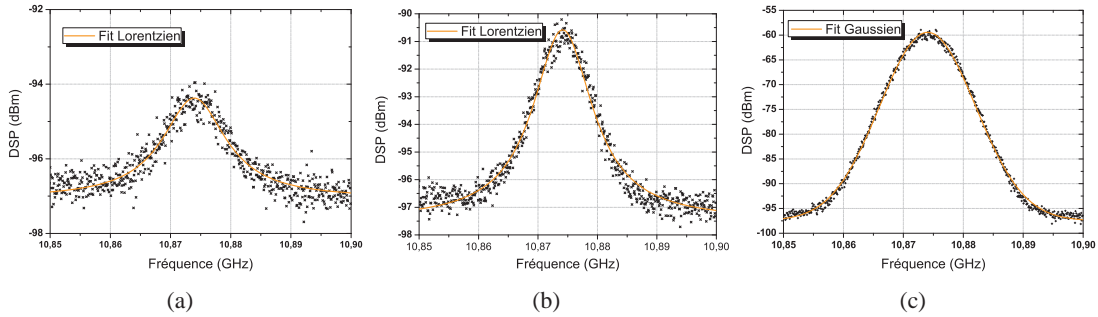 -92
-94
-96
-98
DSP (dBm)
Fit Lorentzien
10,85 10,86 10,87 10,88 10,89 10,90
Fréquence (GHz)
(a)
-90
-91
-92
-93
-94
-95
-96
-97
-98
DSP (dBm)
Fit Lorentzien
10,85 10,86 10,87 10,88 10,89 10,90
Fréquence (GHz)
(b)
-55
-60
-65
-70
-75
-80
-85
-90
-95
-100
DSP (dBm)
Fit Gaussien
10,85 10,86 10,87 10,88 10,89 10,90
Fréquence (GHz)
(c)